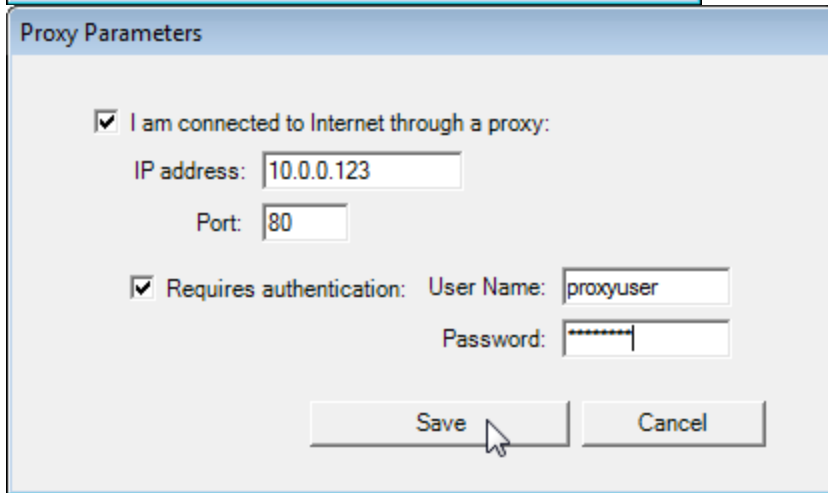 Proxy Parameters
I am connected to Internet through a proxy:
IP address: 10.0.0.123
Port: 80
Requires authentication: User Name: proxyuser
Password: ********
Save Cancel